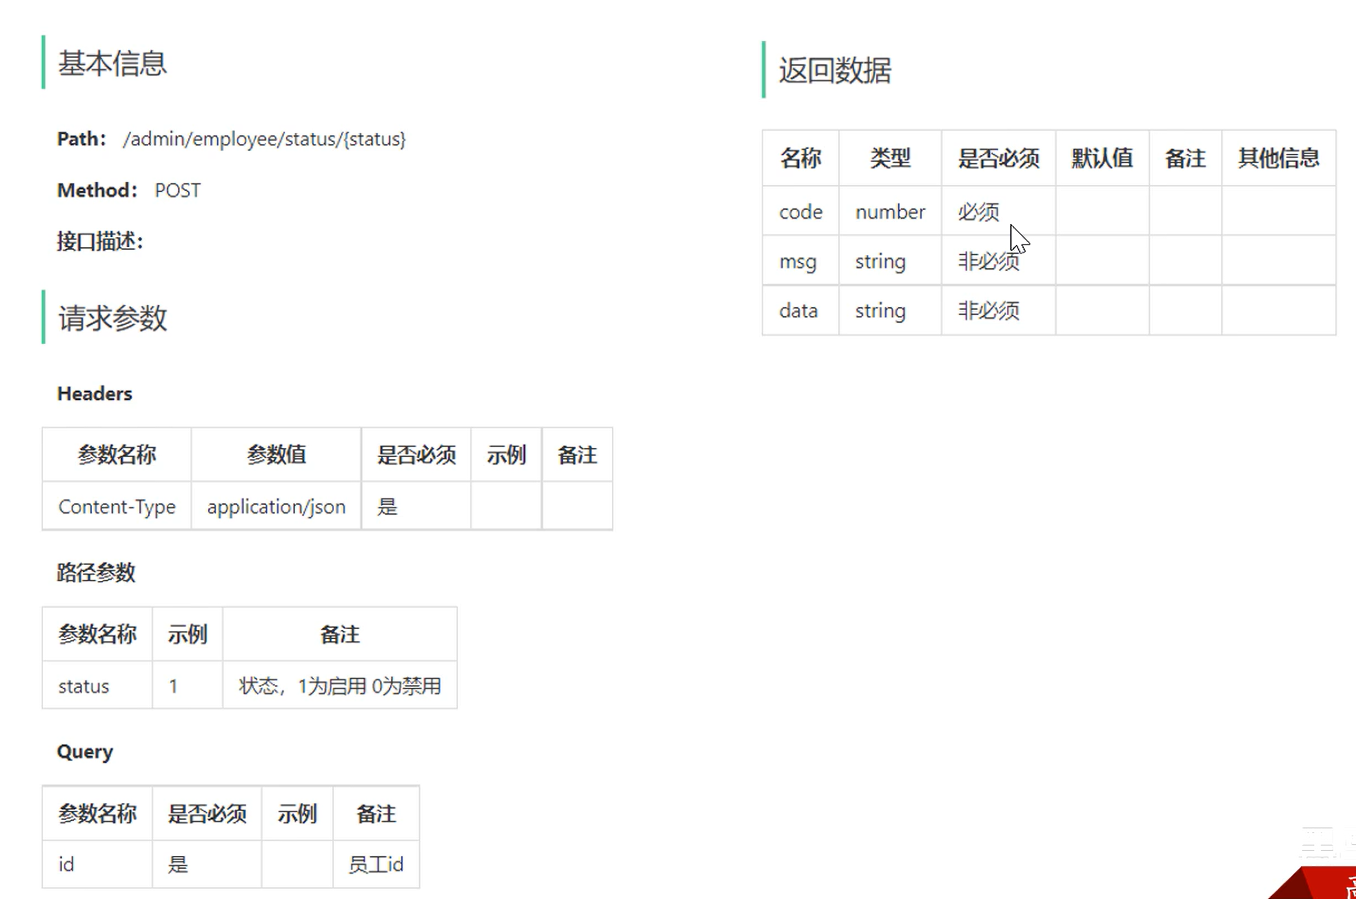 基本信息
Path： /admin/employee/status/{status}
Method： POST
接口描述：
请求参数
Headers
参数名称 参数值 是否必须 示例 备注
Content-Type application/json 是
路径参数
参数名称 示例 备注
status 1 状态，1为启用 0为禁用
Query
参数名称 是否必须 示例 备注
id 是 员工id
返回数据
名称 类型 是否必须 默认值 备注 其他信息
code number 必须
msg string 非必须
data string 非必须